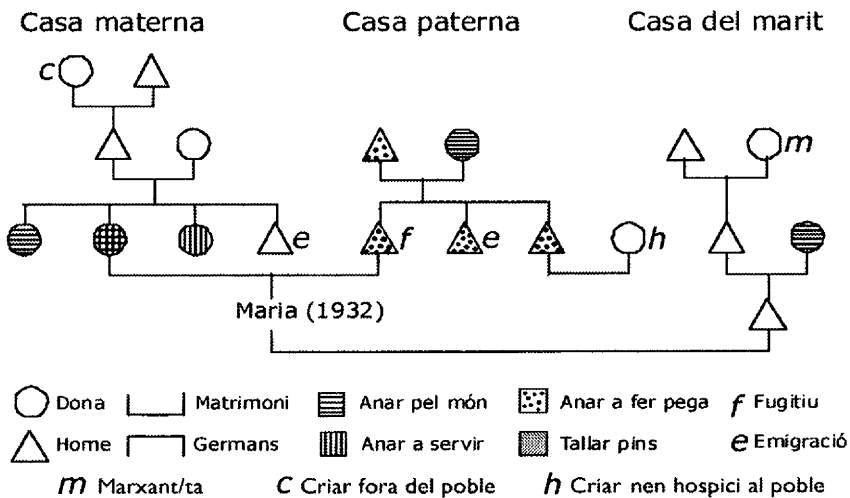 Casa materna Casa paterna Casa del marit
c
m
e f e h
Maria (1932)
Dona Matrimoni Anar pel món Anar a fer pega f Fugitiu
Home Germans Anar a servir Tallar pins e Emigració
m Marxant/ta c Criar fora del poble h Criar nen hospici al poble